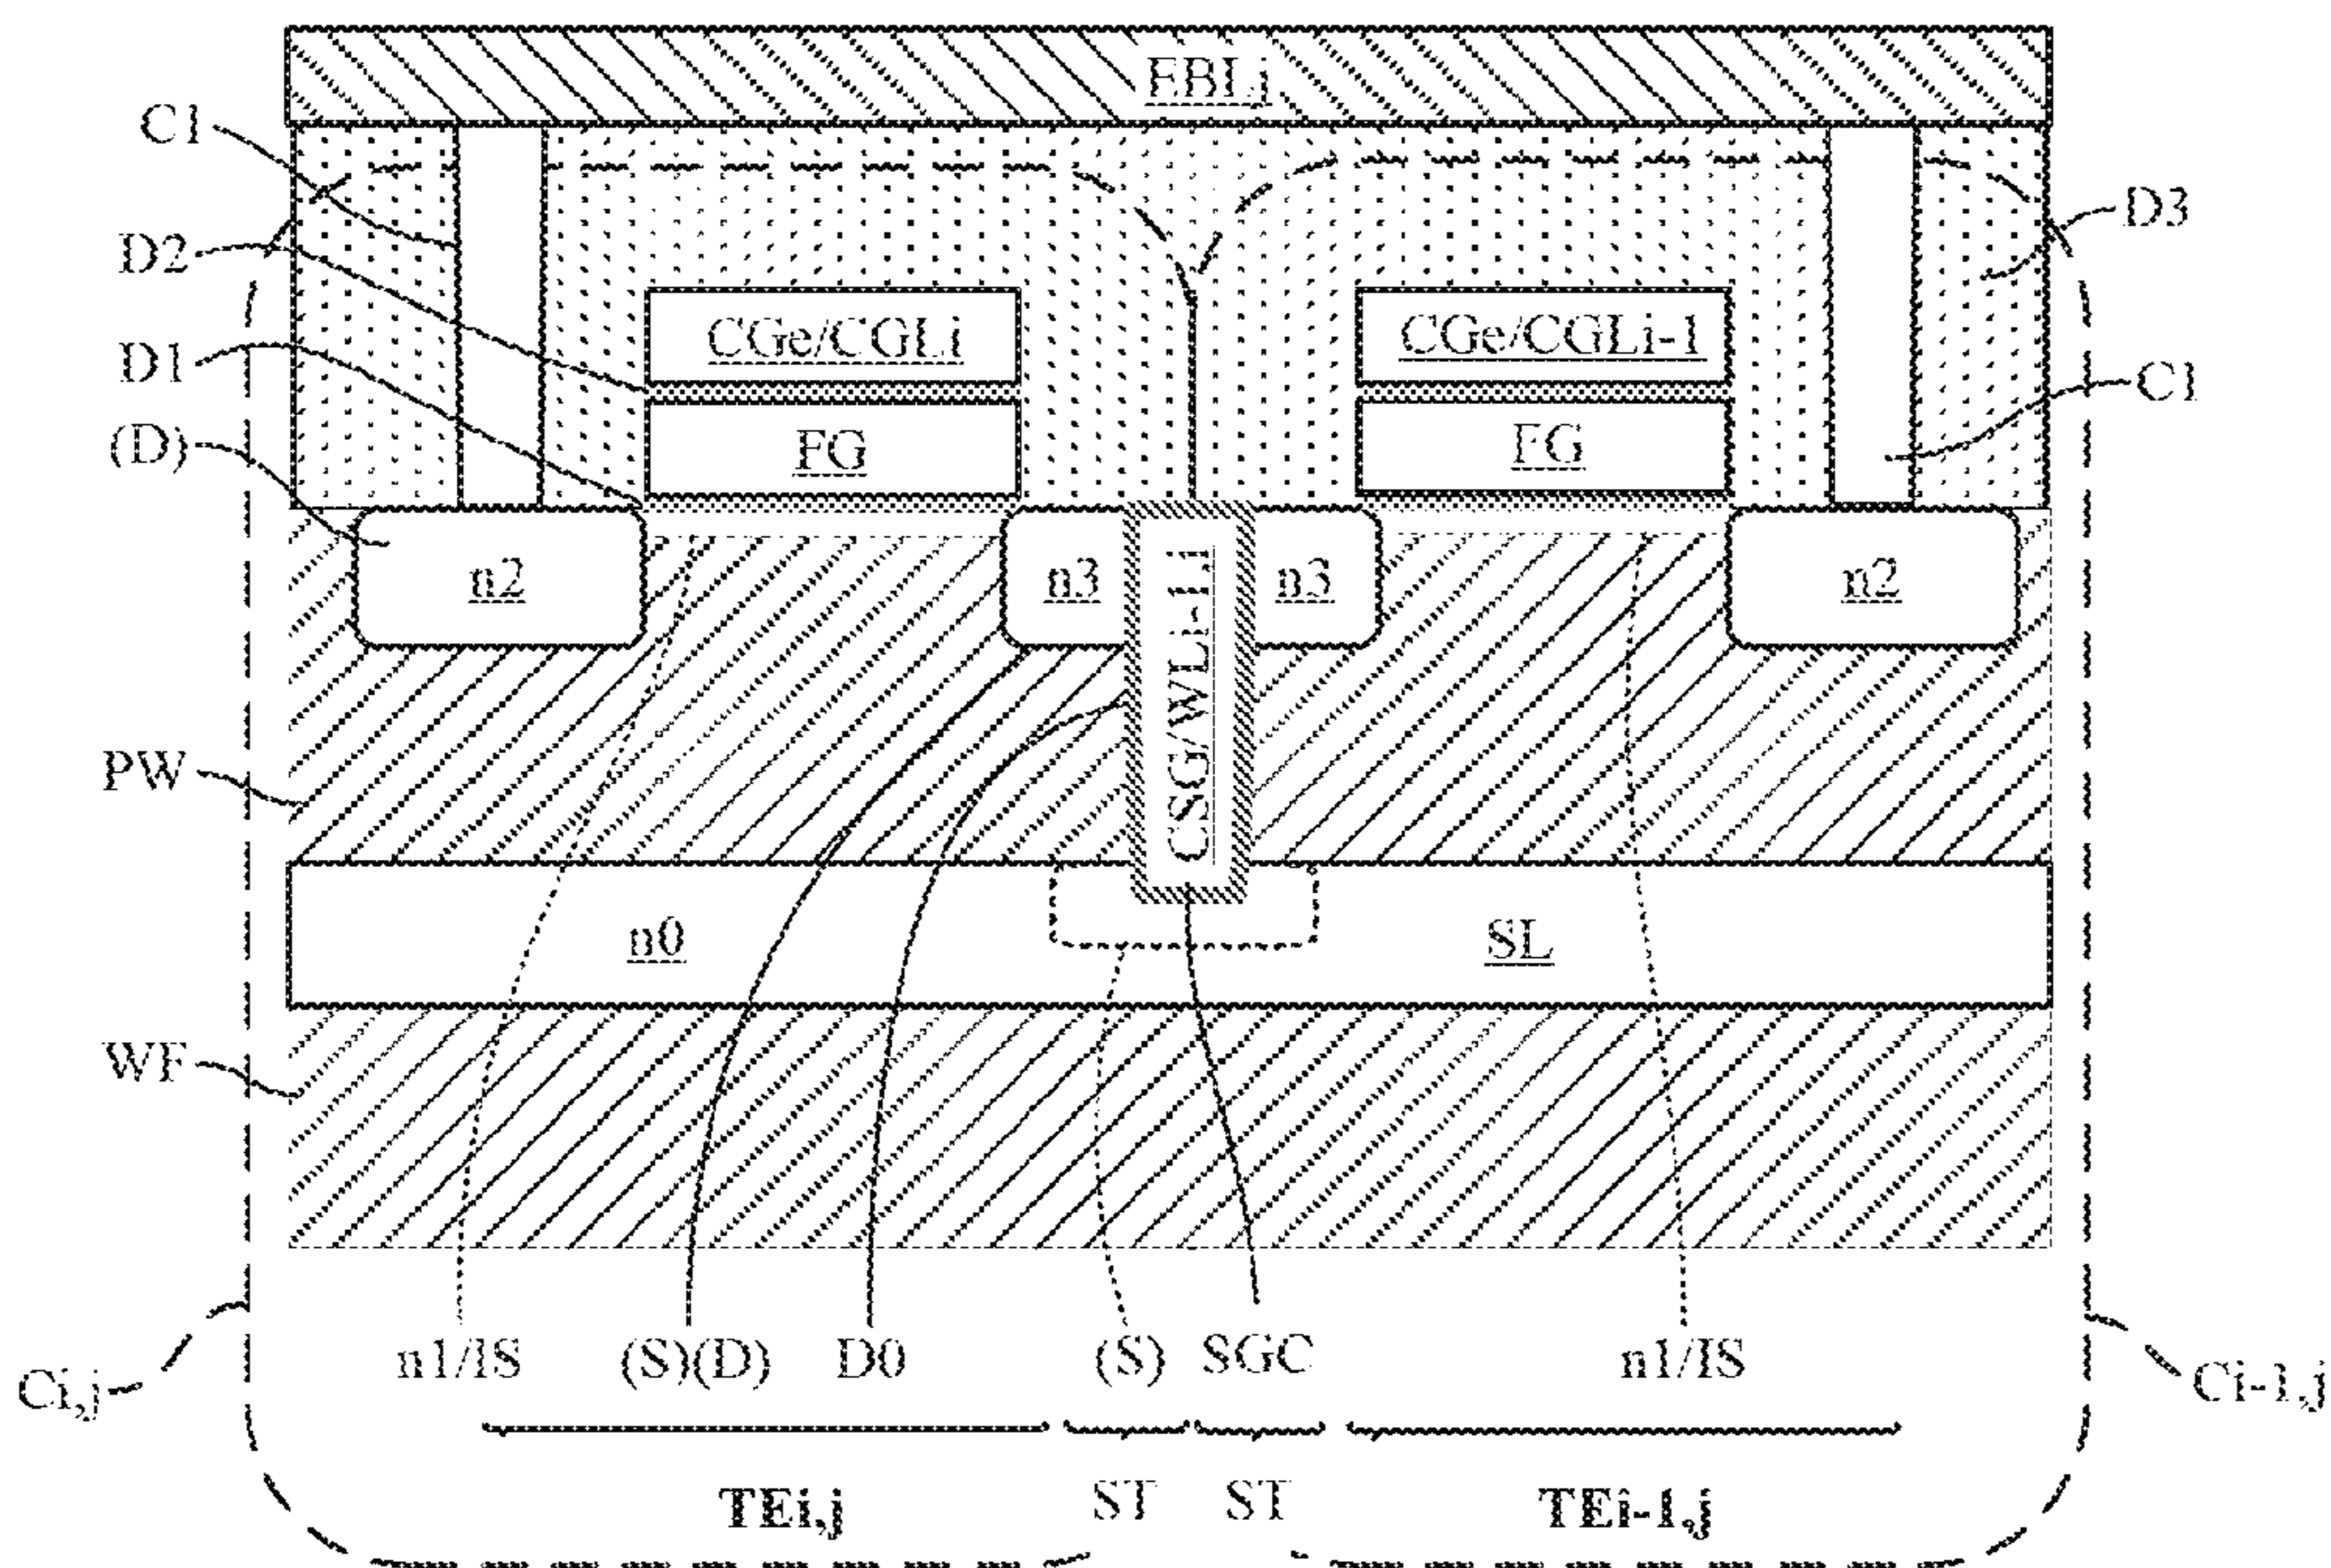 EBLj
C1
D3
D2
CGe/CGLi
CGe/CGLi-1
D1
C1
(D)
FG
FG
n2
n3
CSG/WLi-1,i
n3
n2
PW
n0
SL
WF
n1/IS
(S)(D)
D0
(S)
SGC
n1/IS
Ci,j
Ci-1,j
TEi,j
ST
ST
TEi-1,j